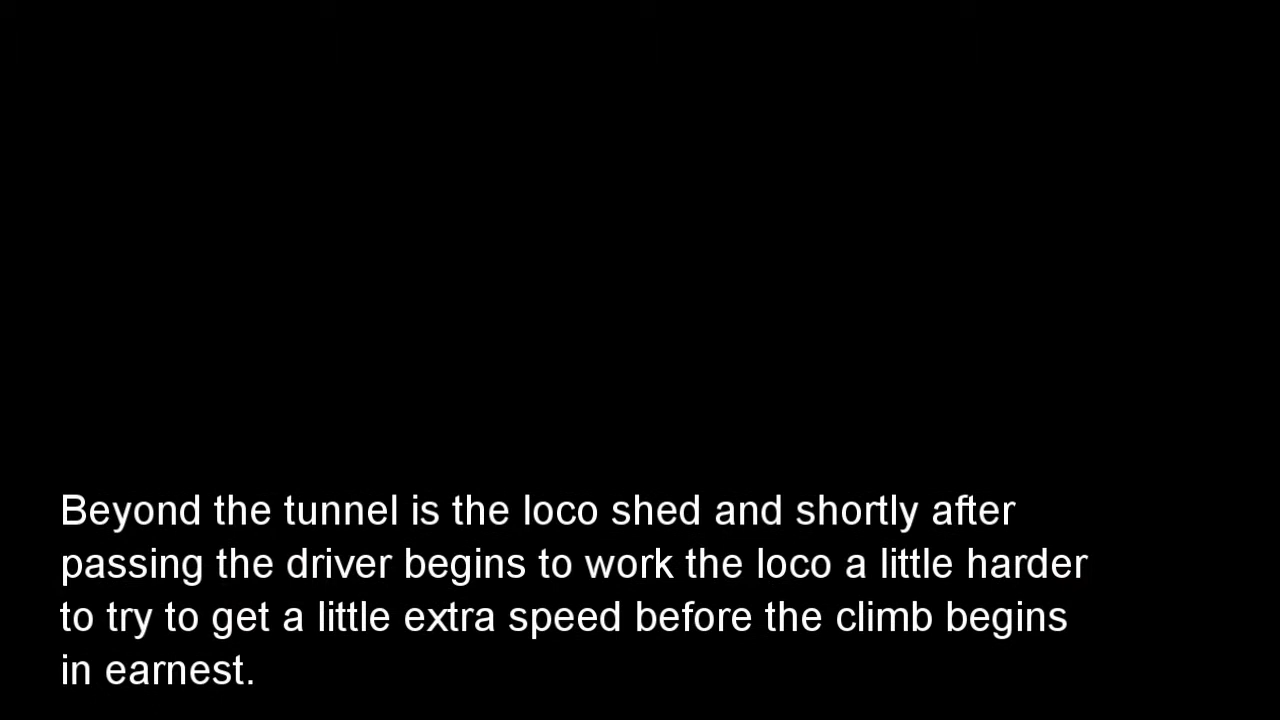 Beyond the tunnel is the loco shed and shortly after
passing the driver begins to work the loco a little harder
to try to get a little extra speed before the climb begins
in earnest.